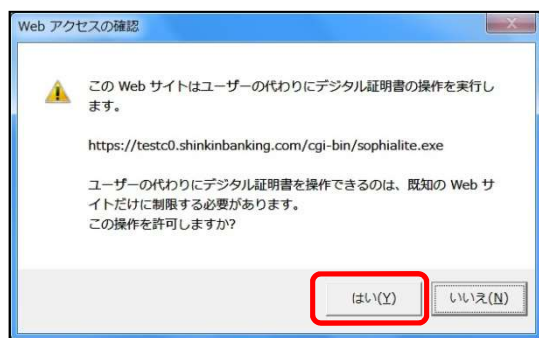 Web アクセスの確認
この Web サイトはユーザーの代わりにデジタル証明書の操作を実行し
ます。
https://testc0.shinkinbanking.com/cgi-bin/sophialite.exe
ユーザーの代わりにデジタル証明書を操作できるのは、既知の Web サ
イトだけに制限する必要があります。
この操作を許可しますか?
はい(Y) いいえ(N)